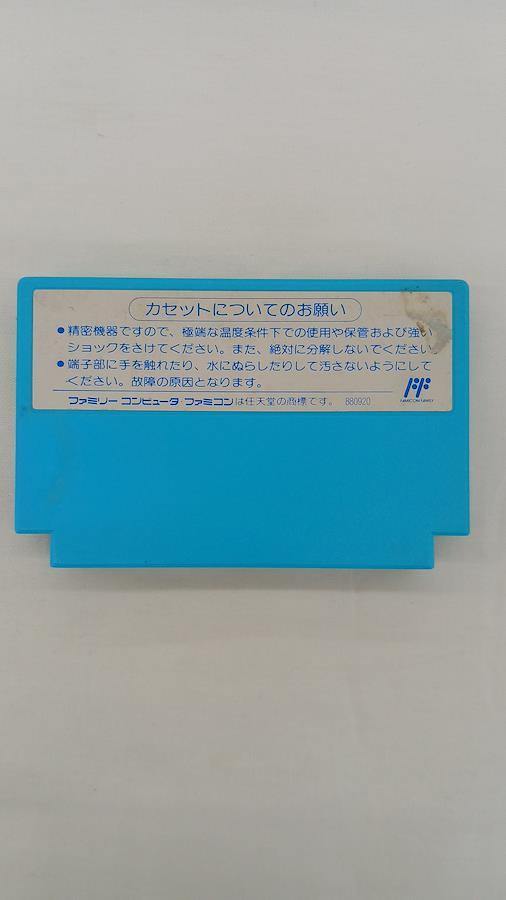 カセットについてのお願い
●精密機器ですので、極端な温度条件下での使用や保管および強い
ショックをさけてください。また、絶対に分解しないでください。
●端子部に手を触れたり、水にぬらしたりして汚さないようにして
ください。故障の原因となります。
ファミリー コンピュータ・ファミコンは任天堂の商標です。 880920
FF
FAMICOM FAMILY